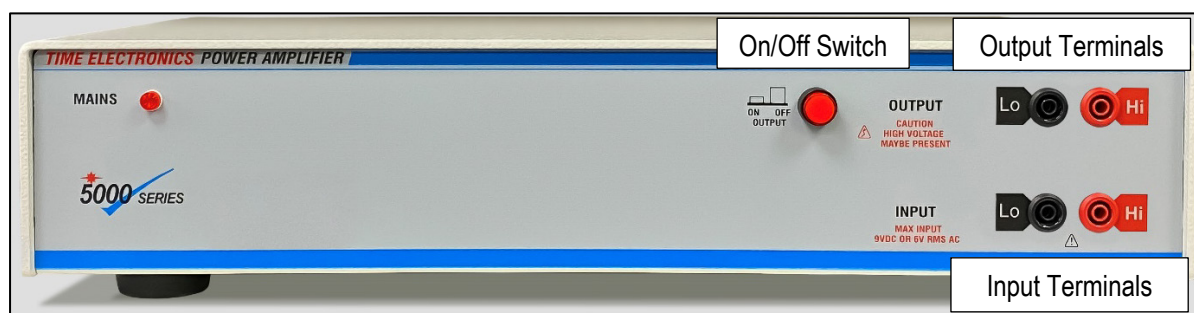 On/Off Switch
Output Terminals
TIME ELECTRONICS POWER AMPLIFIER
MAINS
ON OFF
OUTPUT
OUTPUT
CAUTION
HIGH VOLTAGE
MAYBE PRESENT
Lo
Hi
5000 SERIES
INPUT
MAX INPUT
9VDC OR 6V RMS AC
Lo
Hi
Input Terminals